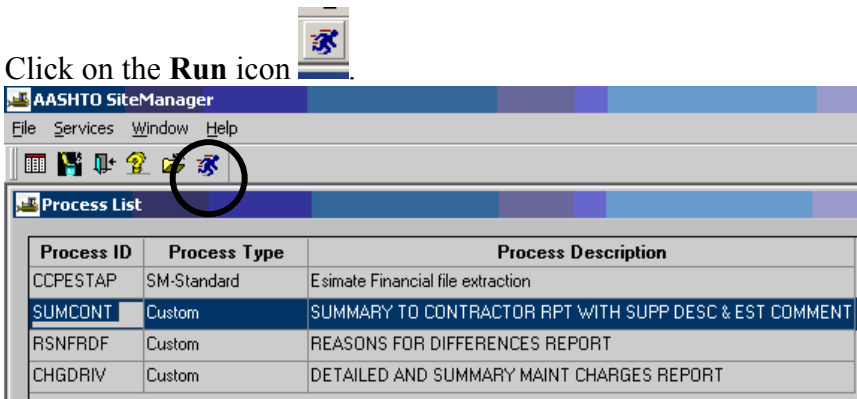 Click on the Run icon .
AASHTO SiteManager
File Services Window Help
Process List
Process ID Process Type Process Description
CCPESTAP SM-Standard Esimate Financial file extraction
SUMCONT Custom SUMMARY TO CONTRACTOR RPT WITH SUPP DESC & EST COMMENT
RSNFRDF Custom REASONS FOR DIFFERENCES REPORT
CHGDRIV Custom DETAILED AND SUMMARY MAINT CHARGES REPORT